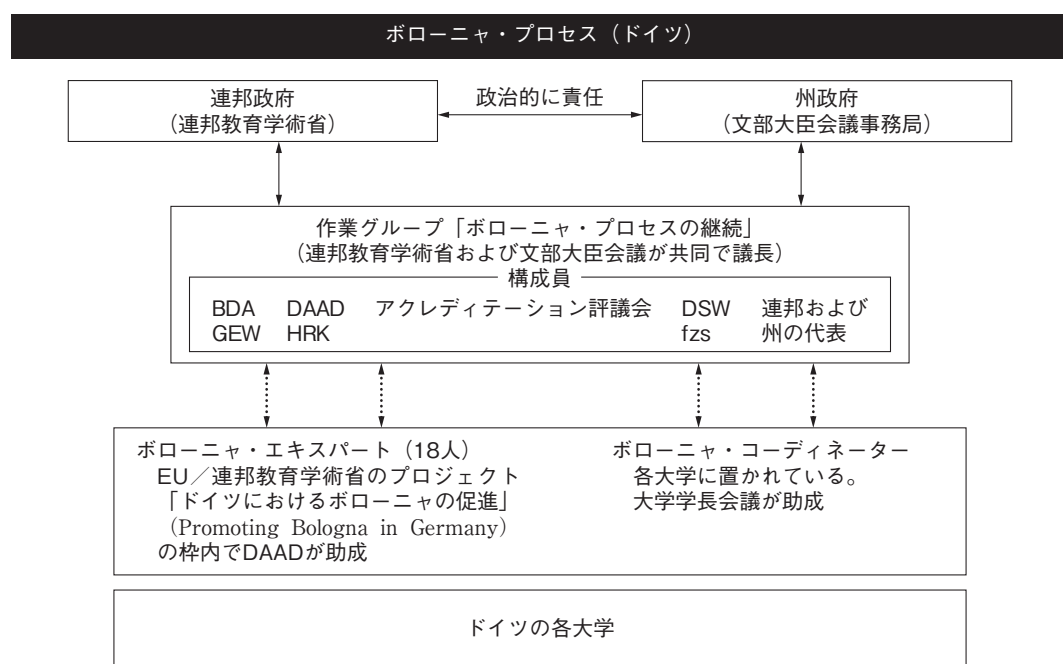 ボローニャ・プロセス（ドイツ）
連邦政府
（連邦教育学術省）
政治的に責任
州政府
（文部大臣会議事務局）
作業グループ「ボローニャ・プロセスの継続」
（連邦教育学術省および文部大臣会議が共同で議長）
構成員
BDA DAAD アクレディテーション評議会 DSW 連邦および
GEW HRK fzs 州の代表
ボローニャ・エキスパート（18人）
EU／連邦教育学術省のプロジェクト
「ドイツにおけるボローニャの促進」
（Promoting Bologna in Germany）
の枠内でDAADが助成
ボローニャ・コーディネーター
各大学に置かれている。
大学学長会議が助成
ドイツの各大学